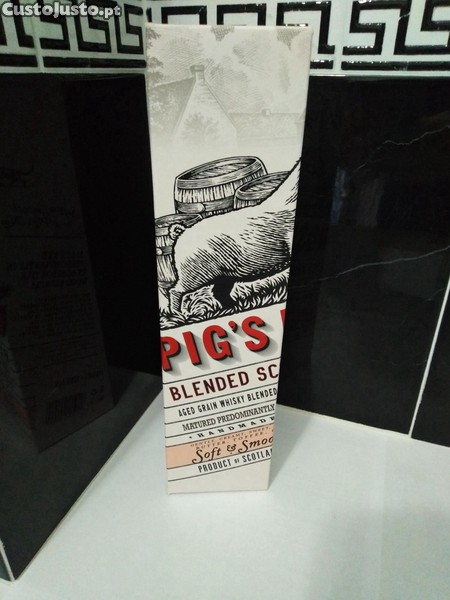 CustoJusto.pt
PIG'S
BLENDED SC
AGED GRAIN WHISKY BLENDED
MATURED PREDOMINANTLY
HANDMADE
Soft & Smoo
PRODUCT of SCOTLAN